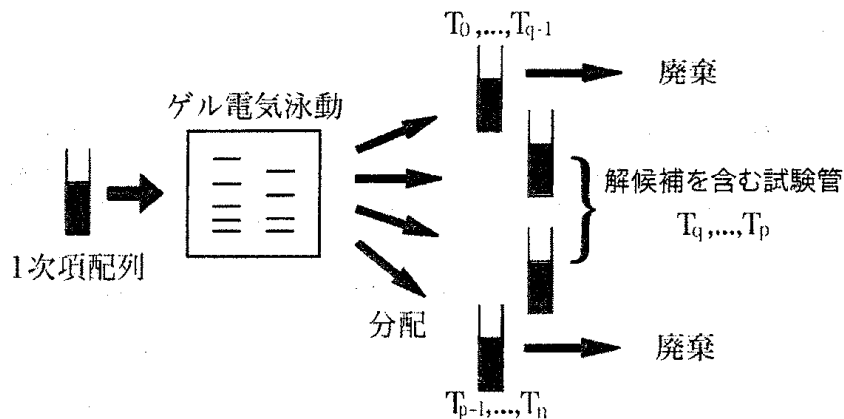 T0,...,Tq-1
廃棄
ゲル電気泳動
解候補を含む試験管
Tq,...,Tp
1次項配列
分配
廃棄
Tp-1,...,Tn